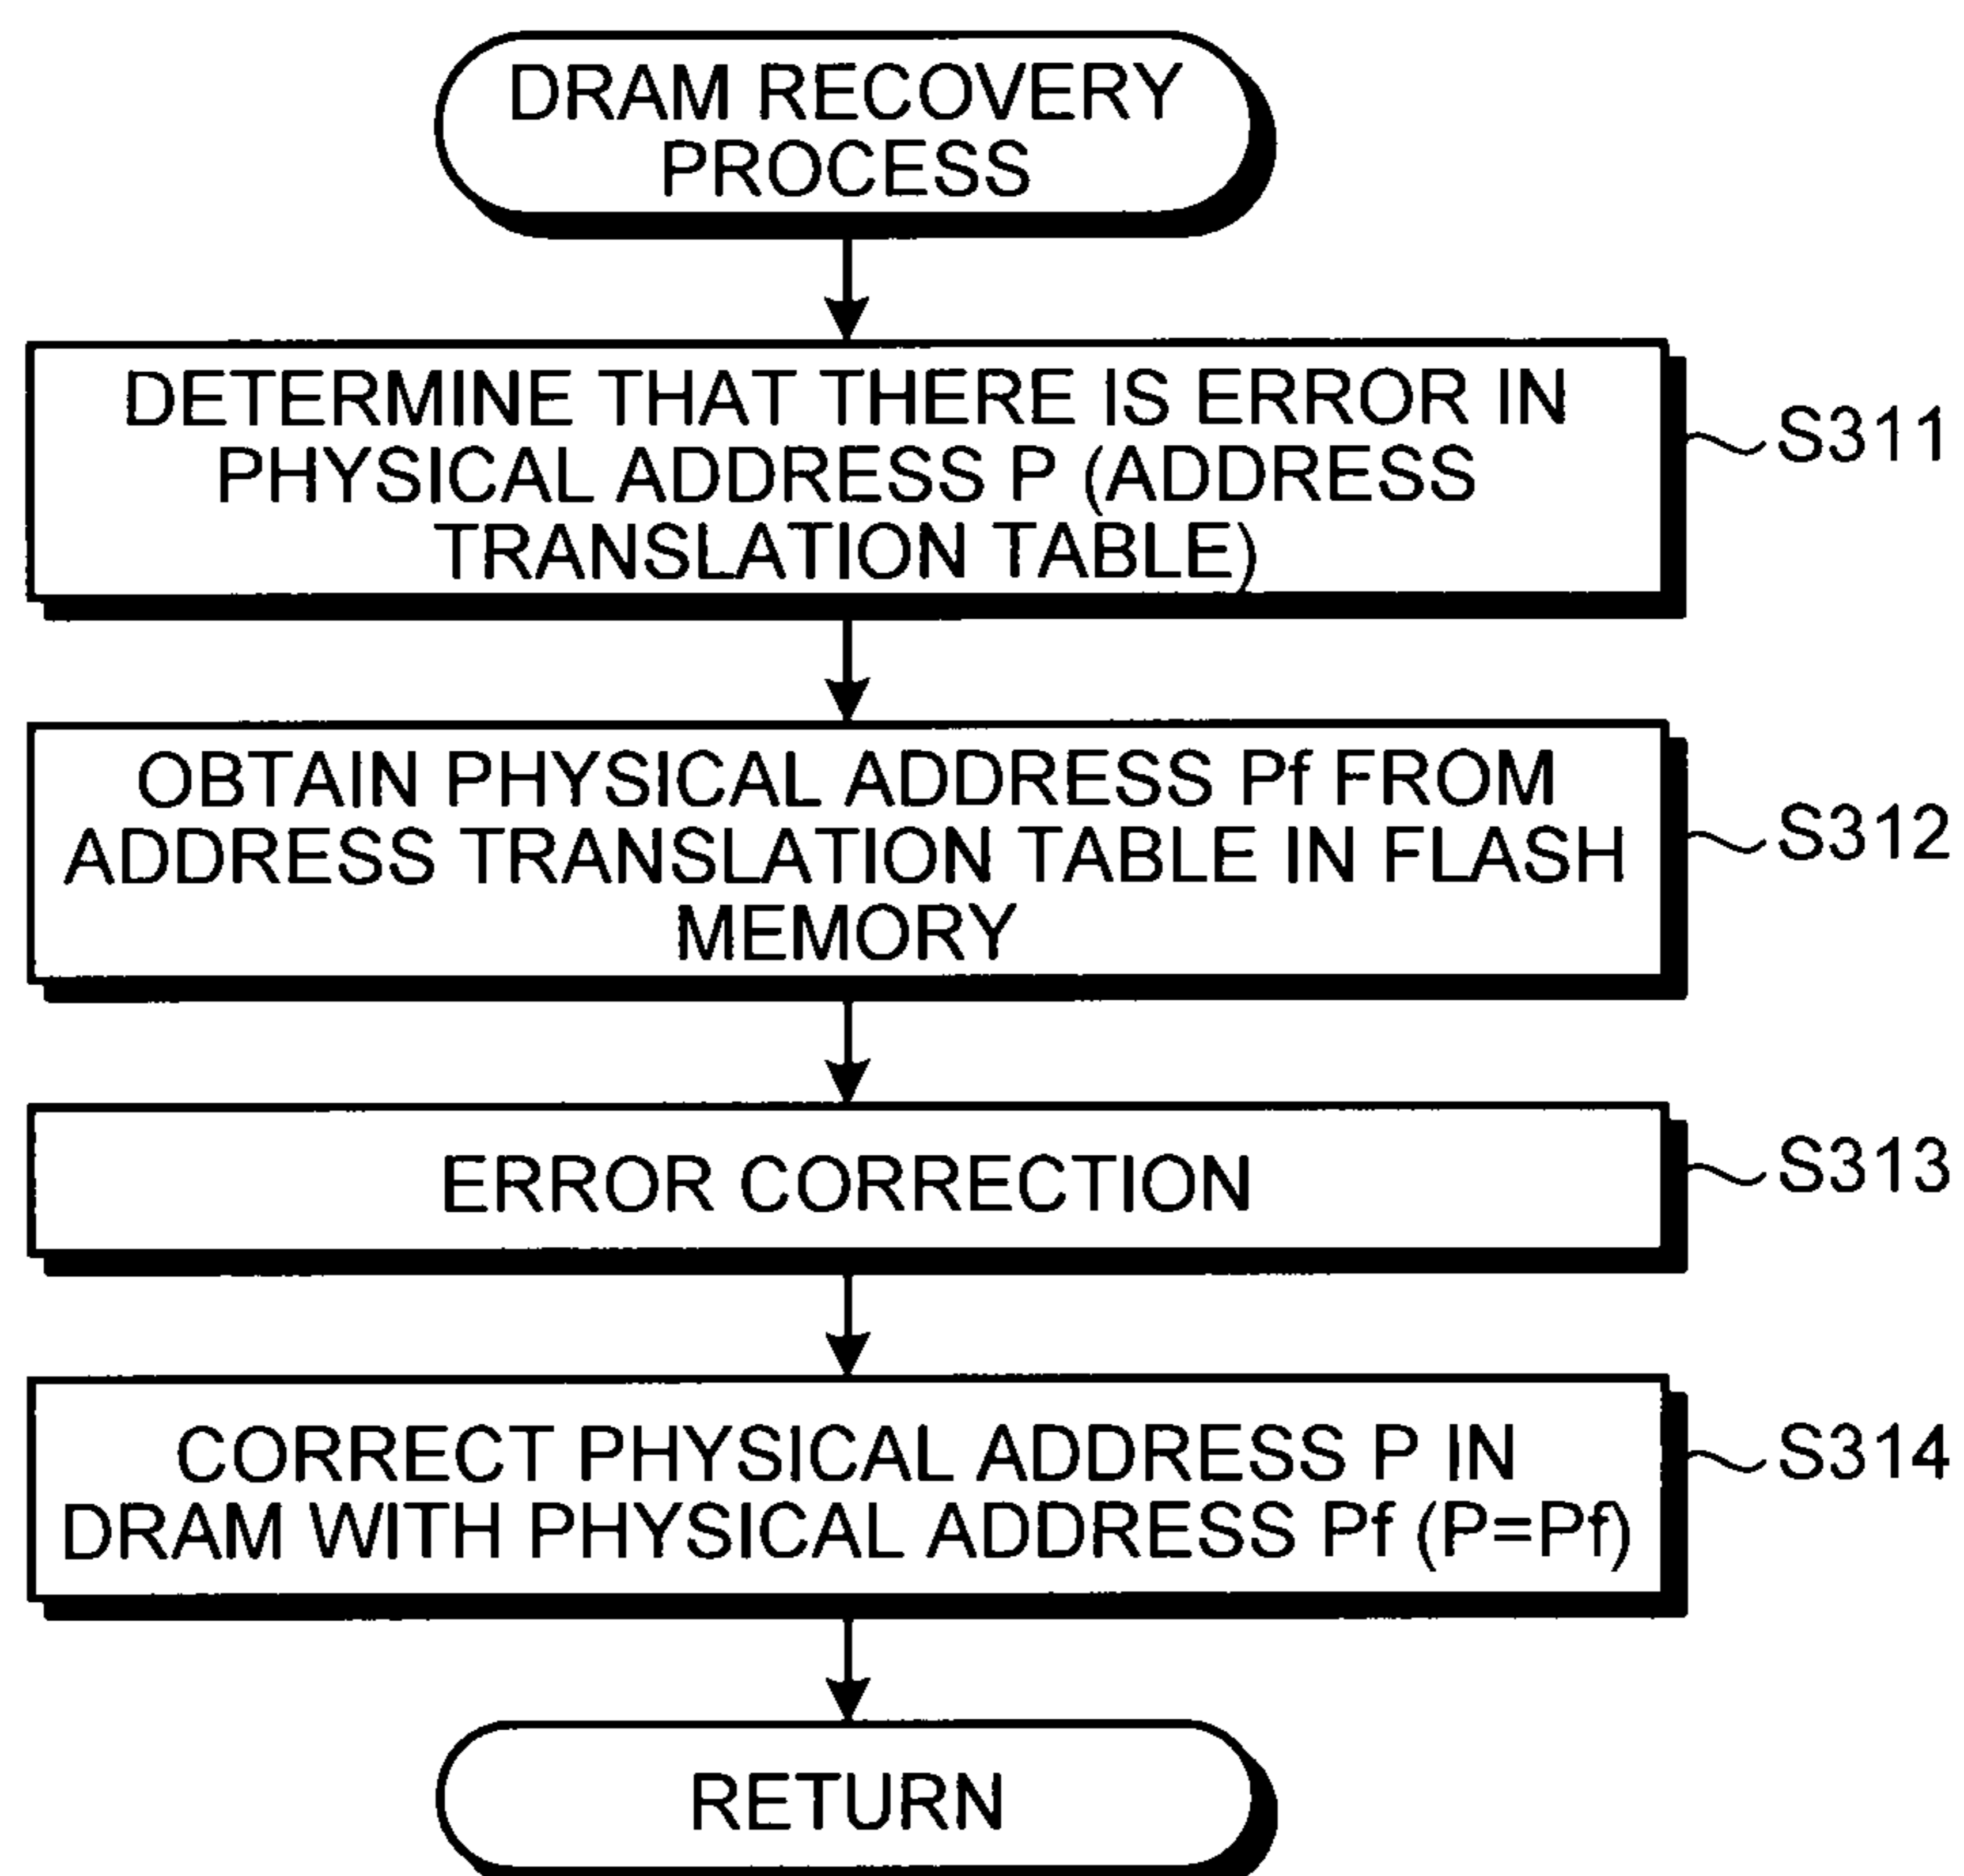 DRAM RECOVERY
PROCESS
DETERMINE THAT THERE IS ERROR IN
PHYSICAL ADDRESS P (ADDRESS
TRANSLATION TABLE)
S311
OBTAIN PHYSICAL ADDRESS Pf FROM
ADDRESS TRANSLATION TABLE IN FLASH
MEMORY
S312
ERROR CORRECTION
S313
CORRECT PHYSICAL ADDRESS P IN
DRAM WITH PHYSICAL ADDRESS Pf (P=Pf)
S314
RETURN